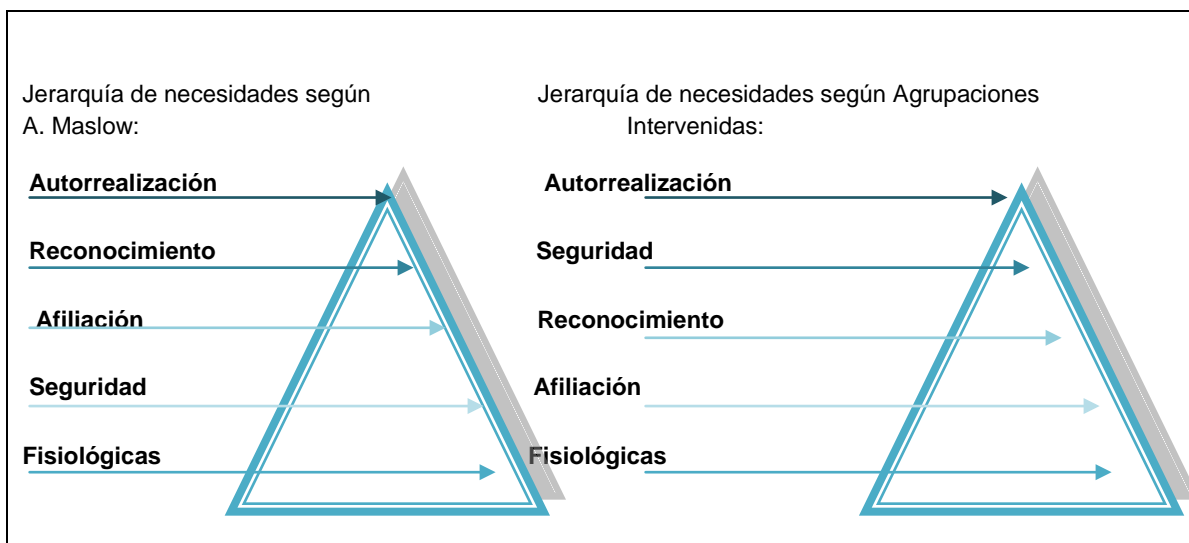 Jerarquía de necesidades según
A. Maslow:
Autorrealización
Reconocimiento
Afiliación
Seguridad
Fisiológicas
Jerarquía de necesidades según Agrupaciones
Intervenidas:
Autorrealización
Seguridad
Reconocimiento
Afiliación
Fisiológicas